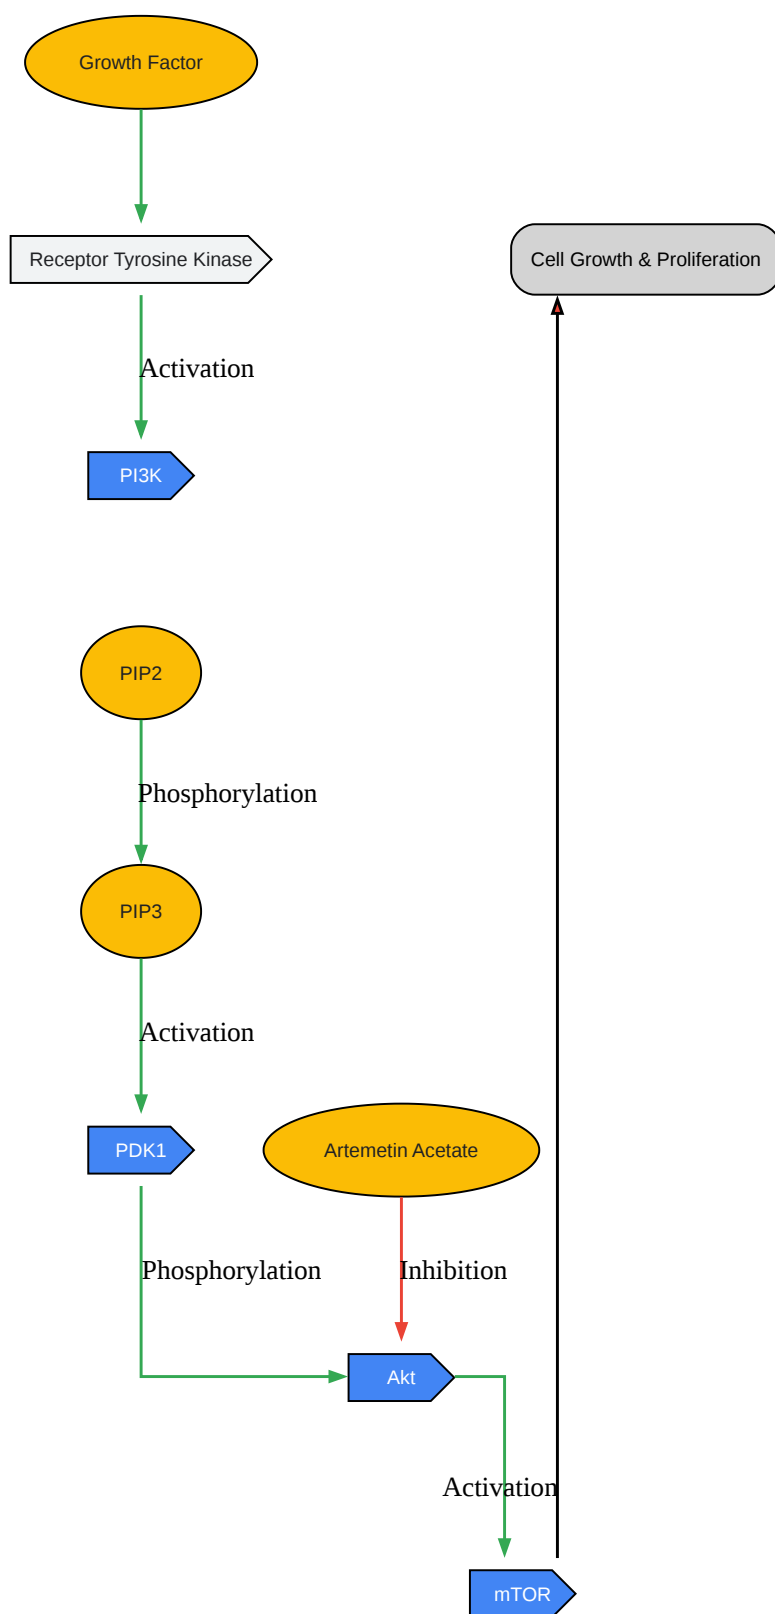 Growth Factor
Receptor Tyrosine Kinase
Cell Growth & Proliferation
Activation
PI3K
PIP2
Phosphorylation
PIP3
Activation
PDK1
Artemetin Acetate
Phosphorylation
Inhibition
Akt
Activation
mTOR